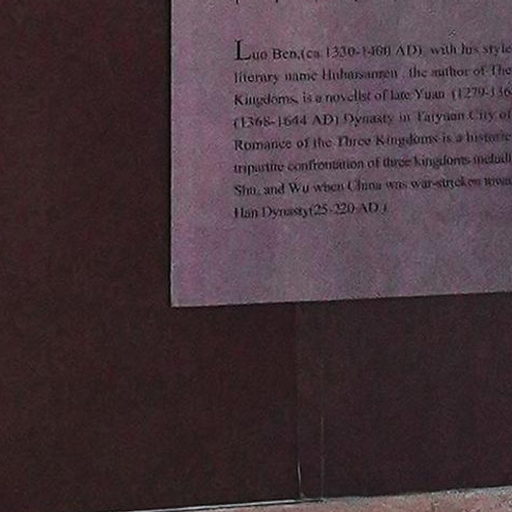 Luo Ben,(ca 1330-1400 AD), with his style
literary name Huhaisanren , the author of The
Kingdoms, is a novelist of late Yuan (1279-136
(1368-1644 AD) Dynasty in Taiyuan City of
Romance of the Three Kingdoms is a historic
tripartite confrontation of three kingdoms includi
Shu, and Wu when China was war-stricken towa
Han Dynasty(25-220 AD )